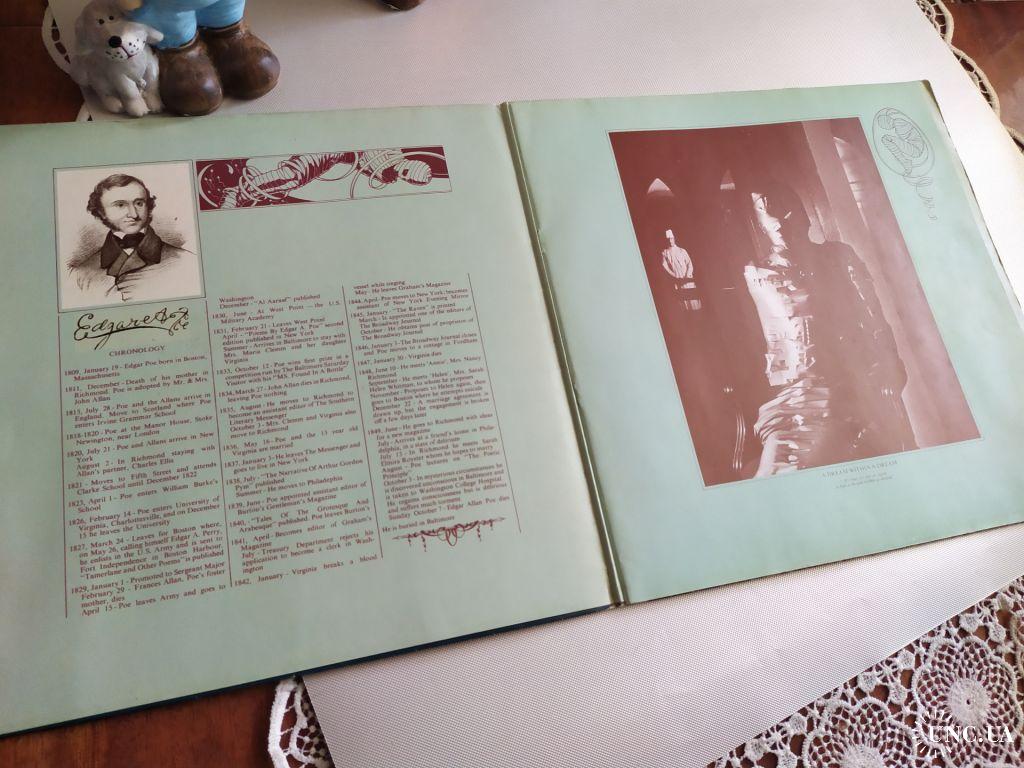 Edgar A Poe
CHRONOLOGY
1809, January 19 - Edgar Poe born in Boston,
Massachusetts
1811, December - Death of his mother in
Richmond. Poe is adopted by Mr. & Mrs.
John Allan
1815, July 28 - Poe and the Allans arrive in
England. Move to Scotland where Poe
enters Irvine Grammar School
1818-1820 - Poe at the Manor House, Stoke
Newington, near London
1820, July 21 - Poe and Allans arrive in New
York
August 2 - In Richmond staying with
Allan's partner, Charles Ellis
1821 - Moves to Fifth Street and attends
Clarke School until December 1822
1823, April 1 - Poe enters William Burke's
School
1826, February 14 - Poe enters University of
Virginia, Charlottesville, and on December
15 he leaves the University
1827, March 24 - Leaves for Boston where,
on May 26, calling himself Edgar A. Perry,
he enlists in the U.S. Army and is sent to
Fort Independence in Boston Harbour.
"Tamerlane and Other Poems" is published
1829, January 1 - Promoted to Sergeant Major
February 29 - Frances Allan, Poe's foster
mother, dies
April 15 - Poe leaves Army and goes to
Washington
December - "Al Aaraaf" published
1830, June - At West Point - the U.S.
Military Academy
1831, February 21 - Leaves West Point
April - "Poems By Edgar A. Poe" second
edition published in New York
Summer - Arrives in Baltimore to stay with
Mrs. Maria Clemm and her daughter
Virginia
1833, October 12 - Poe wins first prize in a
competition run by The Baltimore Saturday
Visitor with his "MS. Found In A Bottle"
1834, March 27 - John Allan dies in Richmond,
leaving Poe nothing
1835, August - He moves to Richmond to
become an assistant editor of The Southern
Literary Messenger
October 3 - Mrs. Clemm and Virginia also
move to Richmond
1836, May 16 - Poe and the 13 year old
Virginia are married
1837, January 3 - He leaves The Messenger and
goes to live in New York
1838, July - "The Narrative Of Arthur Gordon
Pym" published
Summer - He moves to Philadelphia
1839, June - Poe appointed assistant editor of
Burton's Gentlemen's Magazine
1840, - "Tales Of The Grotesque And
Arabesque" published. Poe leaves Burton's
1841, April - Becomes editor of Graham's
Magazine
July - Treasury Department rejects his
application to become a clerk in Wash-
ington
1842, January - Virginia breaks a blood
vessel while singing
May - He leaves Graham's Magazine
1844, April - Poe moves to New York; becomes
assistant of New York Evening Mirror
1845, January - "The Raven" is printed
March - Is appointed one of the editors of
The Broadway Journal
October - He obtains post of proprietor of
The Broadway Journal
1846, January 3 - The Broadway Journal closes
and Poe moves to a cottage in Fordham
1847, January 30 - Virginia dies
1848, June 10 - He meets 'Annie', Mrs. Nancy
Richmond
September - He meets 'Helen', Mrs. Sarah
Helen Whitman, to whom he proposes
November - Proposes to Helen again, then
goes to Boston where he attempts suicide
December 22 - A marriage agreement is
drawn up, but the engagement is broken
off a few days later
1849, June - He goes to Richmond with ideas
for a new magazine
July - Arrives at a friend's home in Phila-
delphia, in a state of delirium
July 13 - In Richmond, he meets Sarah
Elmira Royster whom he hopes to marry
August - Poe lectures on "The Poetic
October 3 - In mysterious circumstances he
is discovered unconscious in Baltimore and
is taken to Washington College Hospital.
He regains consciousness but is delirious
and suffers much torment
Sunday October 7 - Edgar Allan Poe dies
He is buried in Baltimore
A DREAM WITHIN A DREAM
UNC.UA